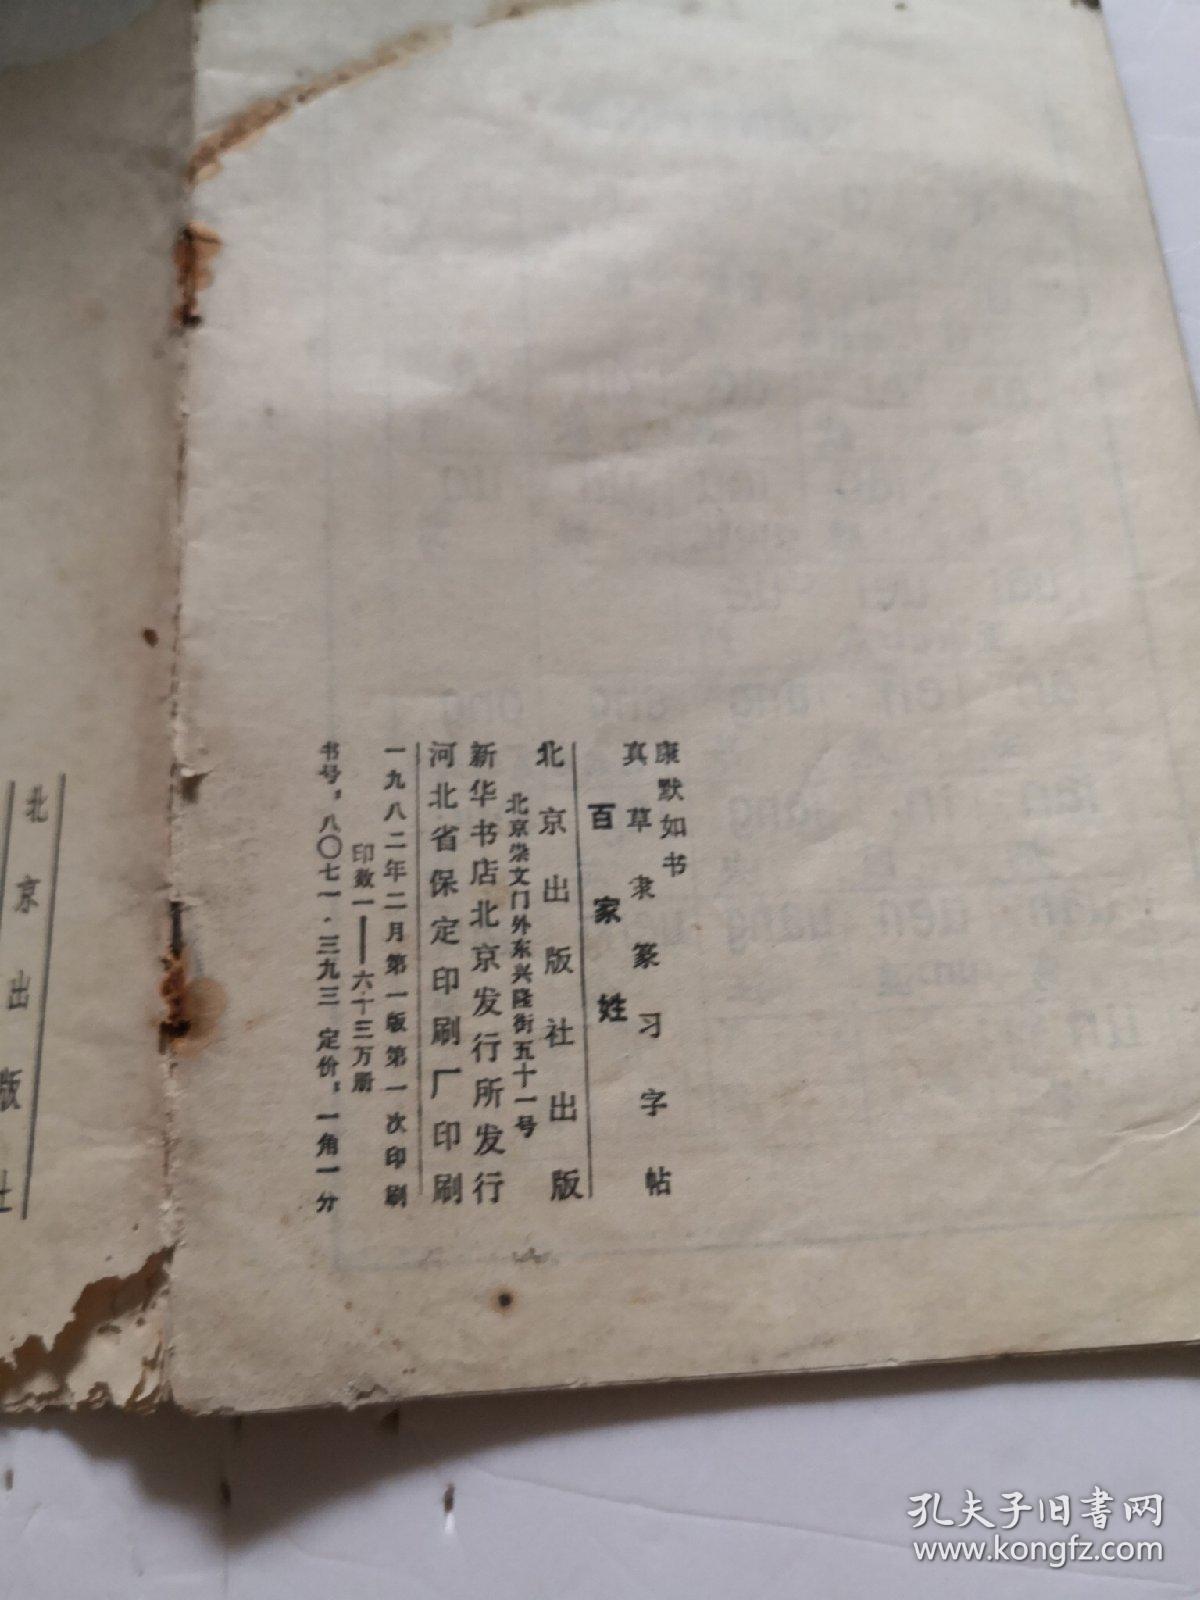 康默如书
真草隶篆习字帖
百家姓
北京出版社出版
北京崇文门外东兴隆街五十一号
新华书店北京发行所发行
河北省保定印刷厂印刷
一九八二年二月第一版第一次印刷
印数一——六十三万册
书号：八〇七一·三九三 定价：一角一分
北京出版社
孔夫子旧书网
www.kongfz.com